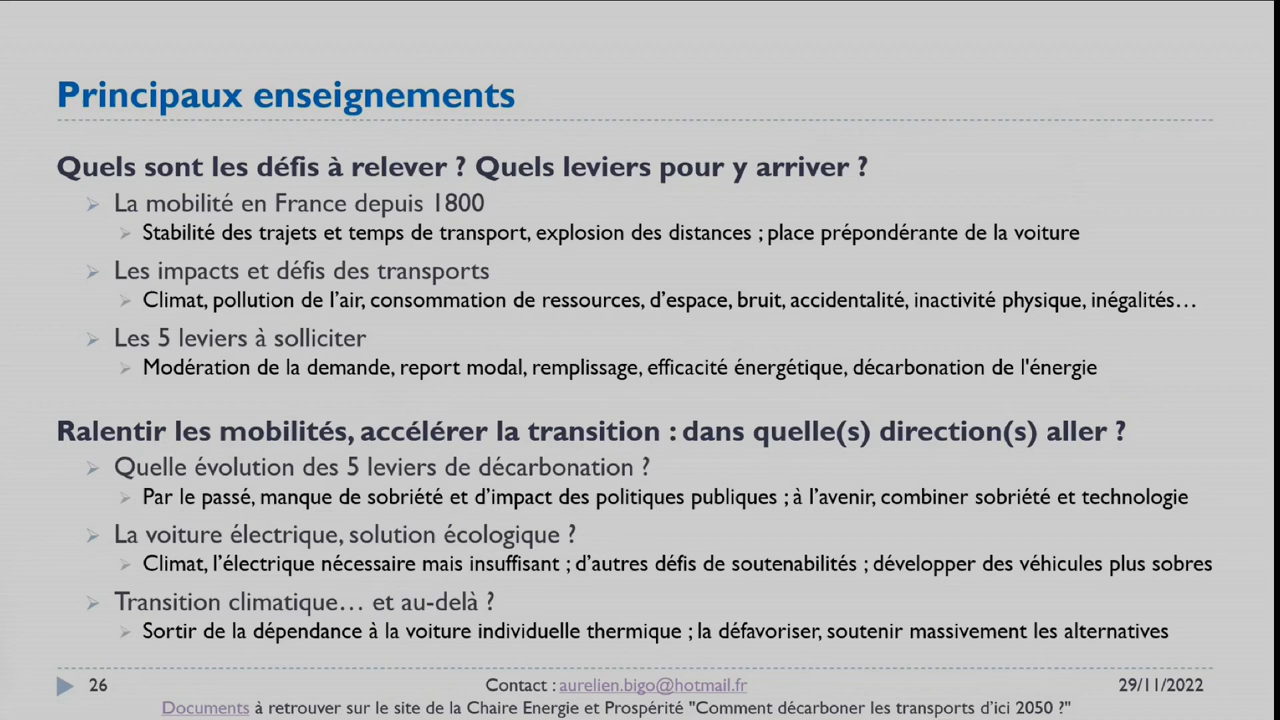 Principaux enseignements
Quels sont les défis à relever ? Quels leviers pour y arriver ?
La mobilité en France depuis 1800
Stabilité des trajets et temps de transport, explosion des distances ; place prépondérante de la voiture
Les impacts et défis des transports
Climat, pollution de l'air, consommation de ressources, d'espace, bruit, accidentalité, inactivité physique, inégalités…
Les 5 leviers à solliciter
Modération de la demande, report modal, remplissage, efficacité énergétique, décarbonation de l'énergie
Ralentir les mobilités, accélérer la transition : dans quelle(s) direction(s) aller ?
Quelle évolution des 5 leviers de décarbonation ?
Par le passé, manque de sobriété et d'impact des politiques publiques ; à l'avenir, combiner sobriété et technologie
La voiture électrique, solution écologique ?
Climat, l'électrique nécessaire mais insuffisant ; d'autres défis de soutenabilités ; développer des véhicules plus sobres
Transition climatique… et au-delà ?
Sortir de la dépendance à la voiture individuelle thermique ; la défavoriser, soutenir massivement les alternatives
26 Contact : aurelien.bigo@hotmail.fr 29/11/2022
Documents à retrouver sur le site de la Chaire Energie et Prospérité "Comment décarboner les transports d'ici 2050 ?"